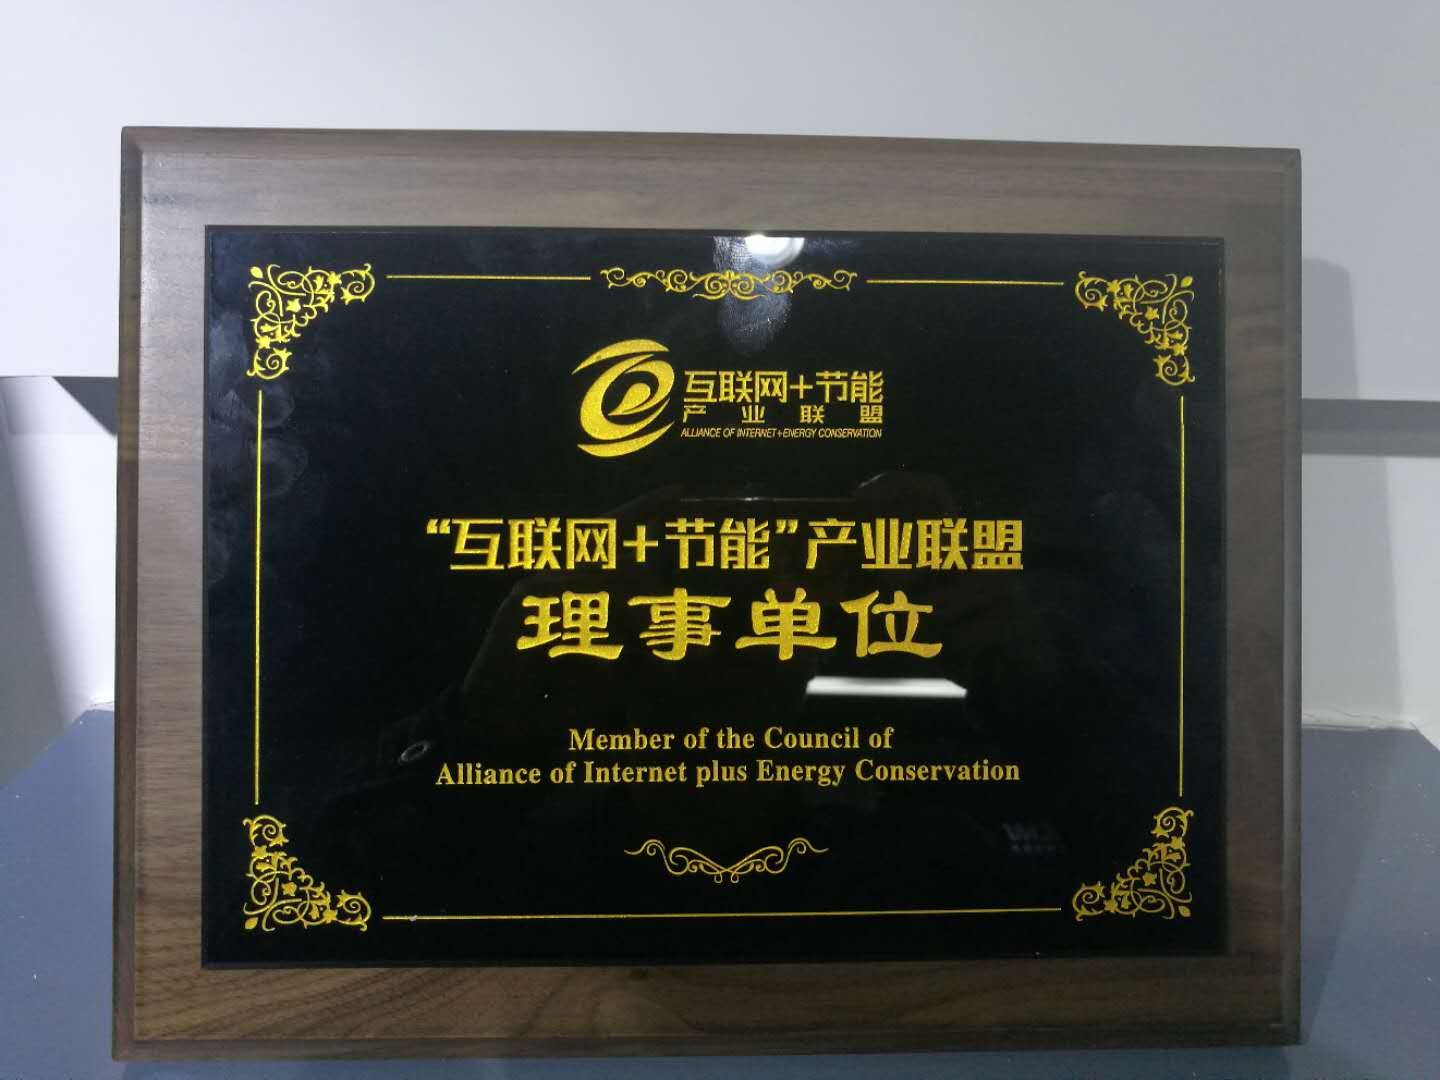 互联网+节能
产业联盟
ALLIANCE OF INTERNET+ENERGY CONSERVATION
“互联网+节能”产业联盟
理事单位
Member of the Council of
Alliance of Internet plus Energy Conservation